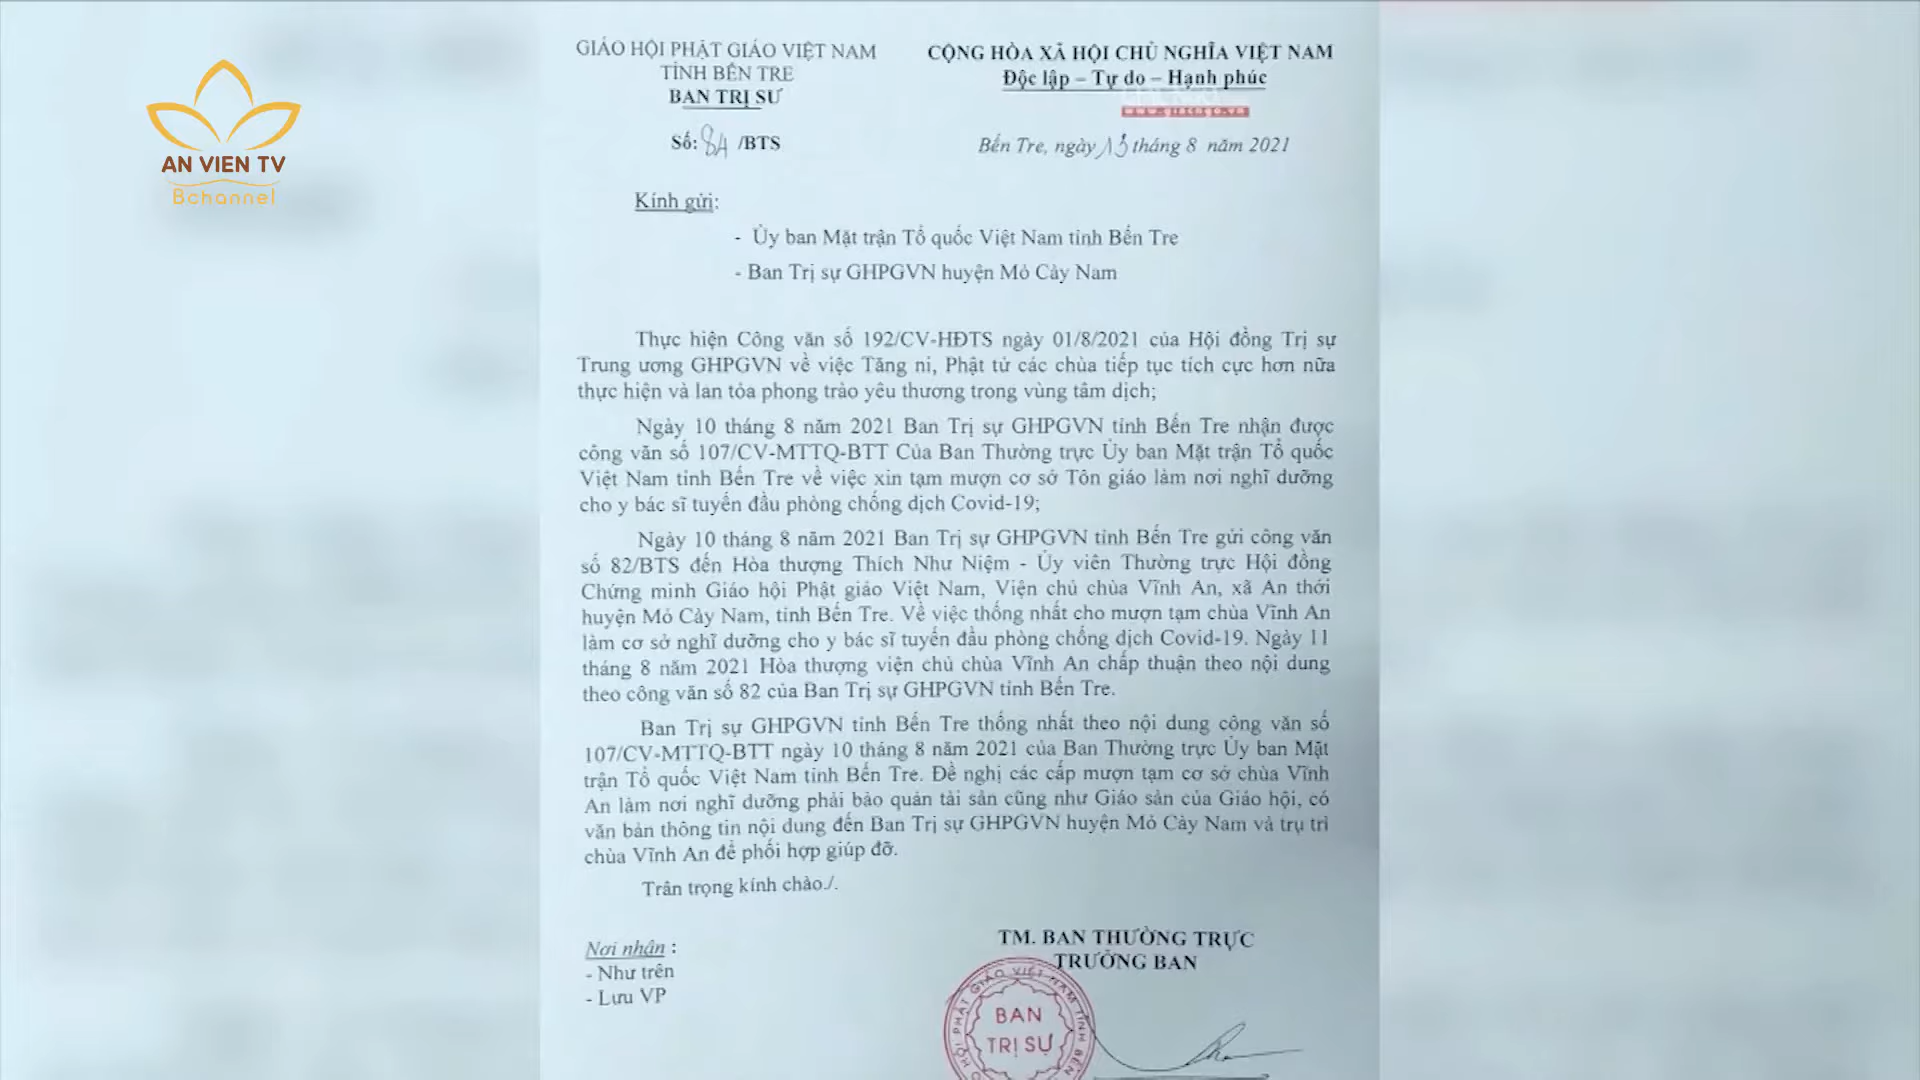 AN VIEN TV
Bchannel
GIÁO HỘI PHẬT GIÁO VIỆT NAM
TỈNH BẾN TRE
BAN TRỊ SỰ
Số: 84 /BTS
CỘNG HÒA XÃ HỘI CHỦ NGHĨA VIỆT NAM
Độc lập – Tự do – Hạnh phúc
www.giacngo.vn
Bến Tre, ngày 13 tháng 8 năm 2021
Kính gửi:
- Ủy ban Mặt trận Tổ quốc Việt Nam tỉnh Bến Tre
- Ban Trị sự GHPGVN huyện Mỏ Cày Nam
Thực hiện Công văn số 192/CV-HĐTS ngày 01/8/2021 của Hội đồng Trị sự
Trung ương GHPGVN về việc Tăng ni, Phật tử các chùa tiếp tục tích cực hơn nữa
thực hiện và lan tỏa phong trào yêu thương trong vùng tâm dịch;
Ngày 10 tháng 8 năm 2021 Ban Trị sự GHPGVN tỉnh Bến Tre nhận được
công văn số 107/CV-MTTQ-BTT Của Ban Thường trực Ủy ban Mặt trận Tổ quốc
Việt Nam tỉnh Bến Tre về việc xin tạm mượn cơ sở Tôn giáo làm nơi nghĩ dưỡng
cho y bác sĩ tuyến đầu phòng chống dịch Covid-19;
Ngày 10 tháng 8 năm 2021 Ban Trị sự GHPGVN tỉnh Bến Tre gửi công văn
số 82/BTS đến Hòa thượng Thích Như Niệm - Ủy viên Thường trực Hội đồng
Chứng minh Giáo hội Phật giáo Việt Nam, Viện chủ chùa Vĩnh An, xã An thới
huyện Mỏ Cày Nam, tỉnh Bến Tre. Về việc thống nhất cho mượn tạm chùa Vĩnh An
làm cơ sở nghĩ dưỡng cho y bác sĩ tuyến đầu phòng chống dịch Covid-19. Ngày 11
tháng 8 năm 2021 Hòa thượng viện chủ chùa Vĩnh An chấp thuận theo nội dung
theo công văn số 82 của Ban Trị sự GHPGVN tỉnh Bến Tre.
Ban Trị sự GHPGVN tỉnh Bến Tre thống nhất theo nội dung công văn số
107/CV-MTTQ-BTT ngày 10 tháng 8 năm 2021 của Ban Thường trực Ủy ban Mặt
trận Tổ quốc Việt Nam tỉnh Bến Tre. Đề nghị các cấp mượn tạm cơ sở chùa Vĩnh
An làm nơi nghĩ dưỡng phải bảo quản tài sản cũng như Giáo sản của Giáo hội, có
văn bản thông tin nội dung đến Ban Trị sự GHPGVN huyện Mỏ Cày Nam và trụ trì
chùa Vĩnh An để phối hợp giúp đỡ.
Trân trọng kính chào./.
Nơi nhận :
- Như trên
- Lưu VP
TM. BAN THƯỜNG TRỰC
TRƯỞNG BAN
HỘI PHẬT GIÁO VIỆT NAM TỈNH BẾN
BAN
TRỊ SỰ